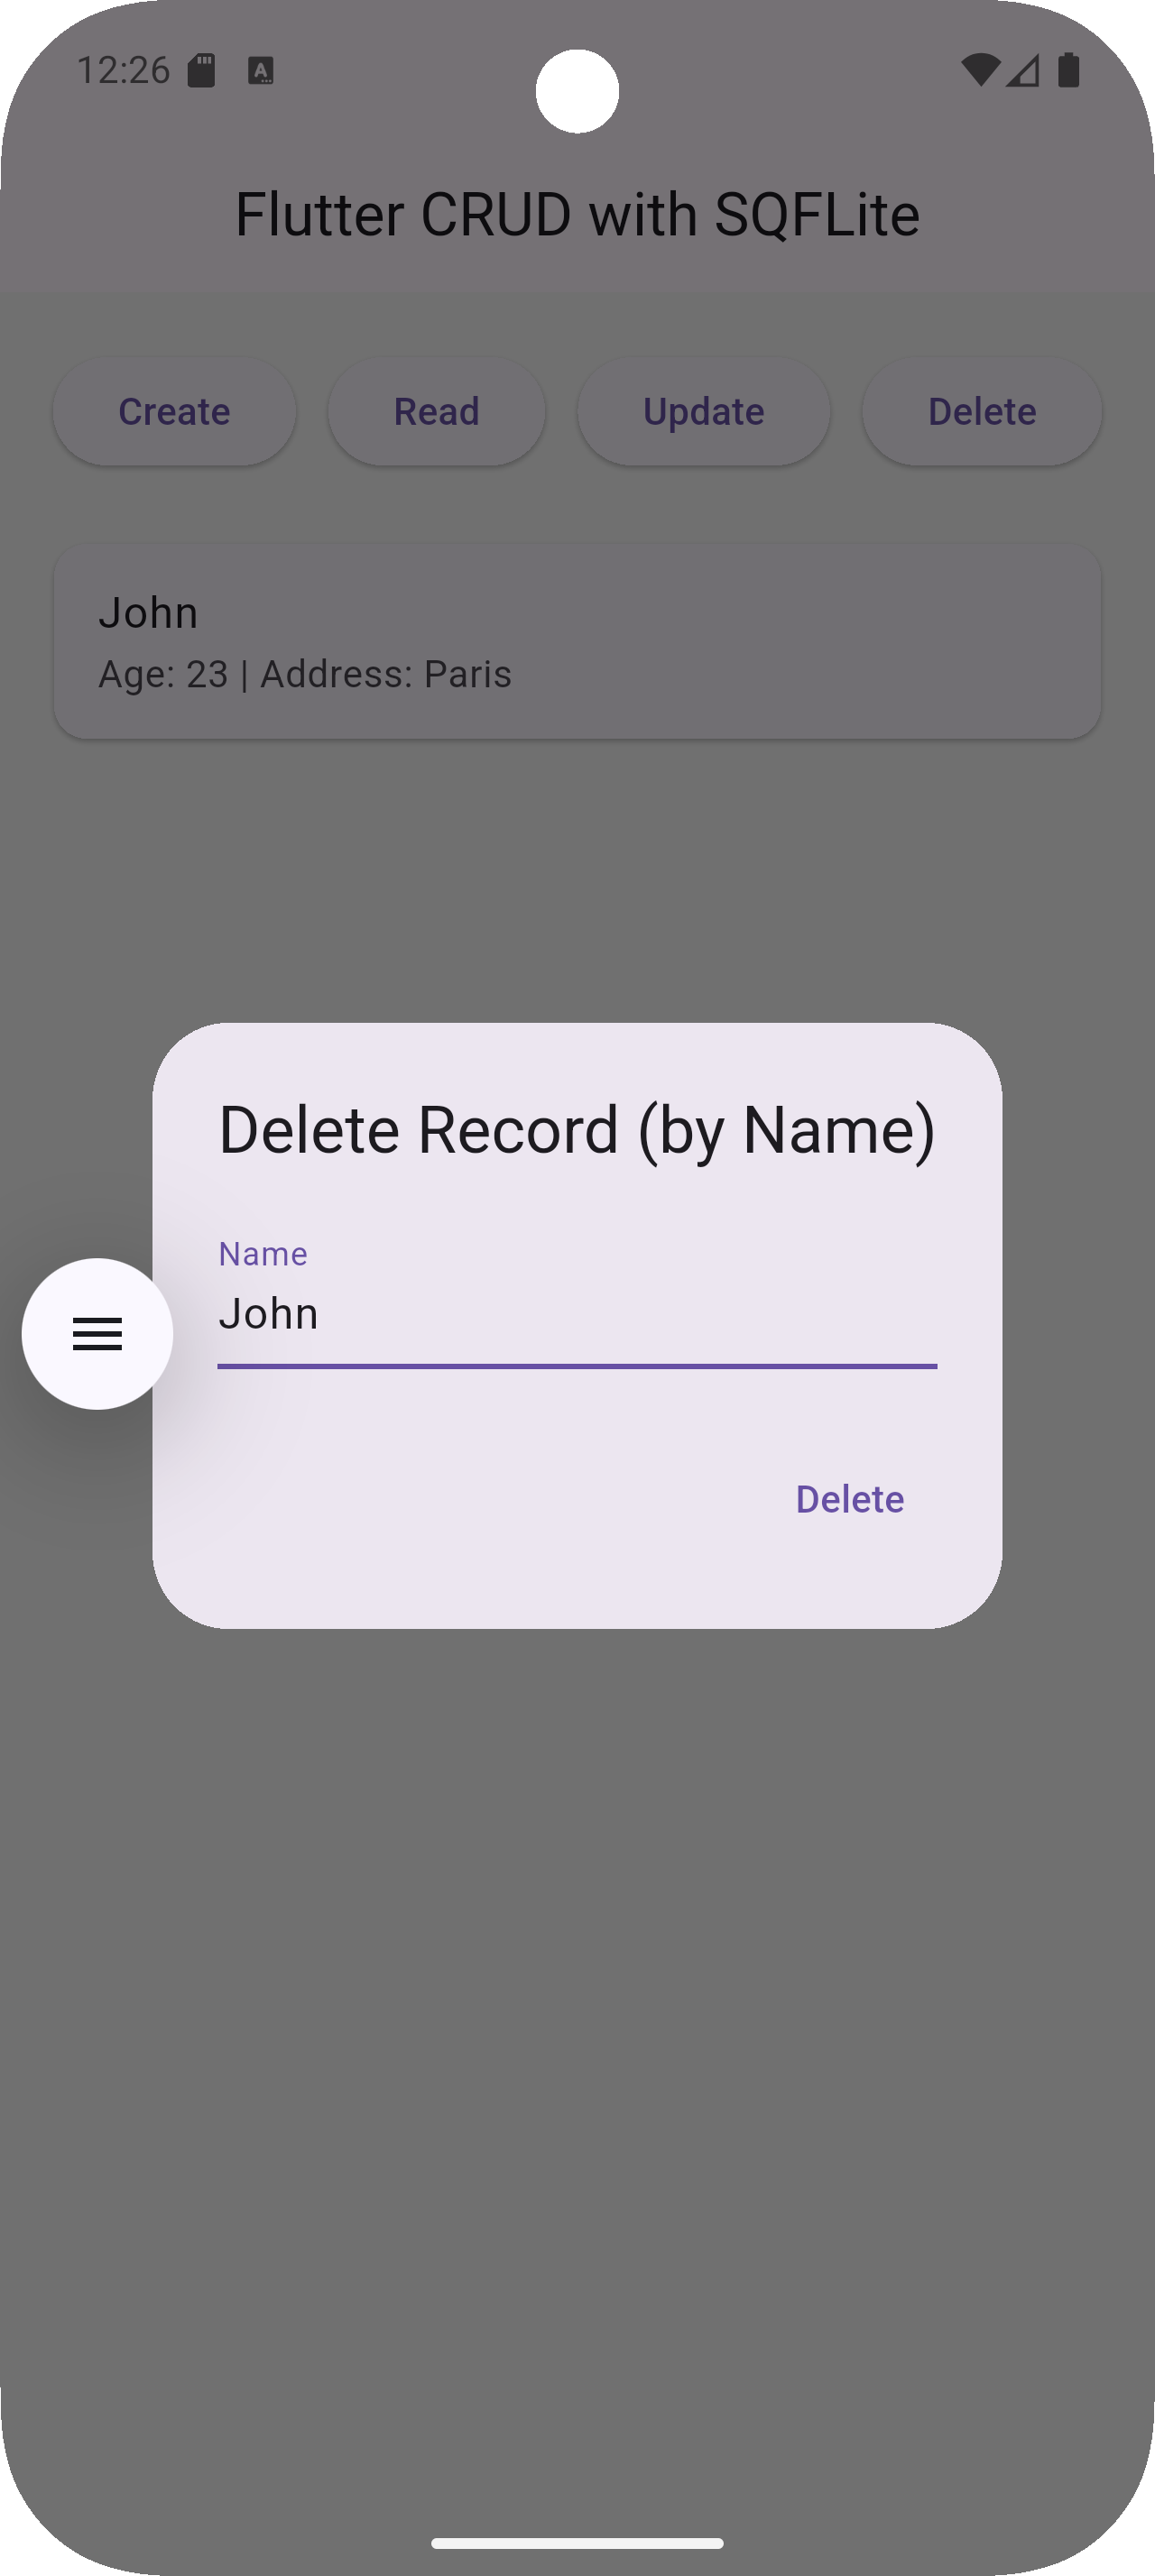 12:26
Flutter CRUD with SQFLite
Create Read Update Delete
John
Age: 23 | Address: Paris
Delete Record (by Name)
Name
John
Delete